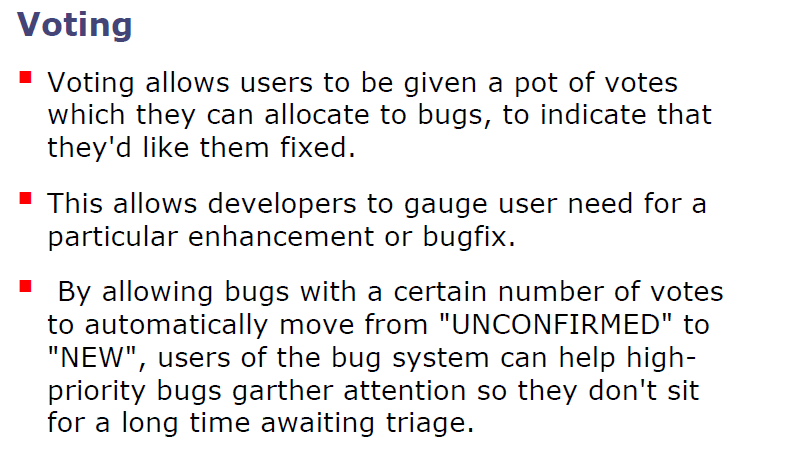 Voting
Voting allows users to be given a pot of votes
which they can allocate to bugs, to indicate that
they'd like them fixed.
This allows developers to gauge user need for a
particular enhancement or bugfix.
By allowing bugs with a certain number of votes
to automatically move from "UNCONFIRMED" to
"NEW", users of the bug system can help high-
priority bugs garther attention so they don't sit
for a long time awaiting triage.